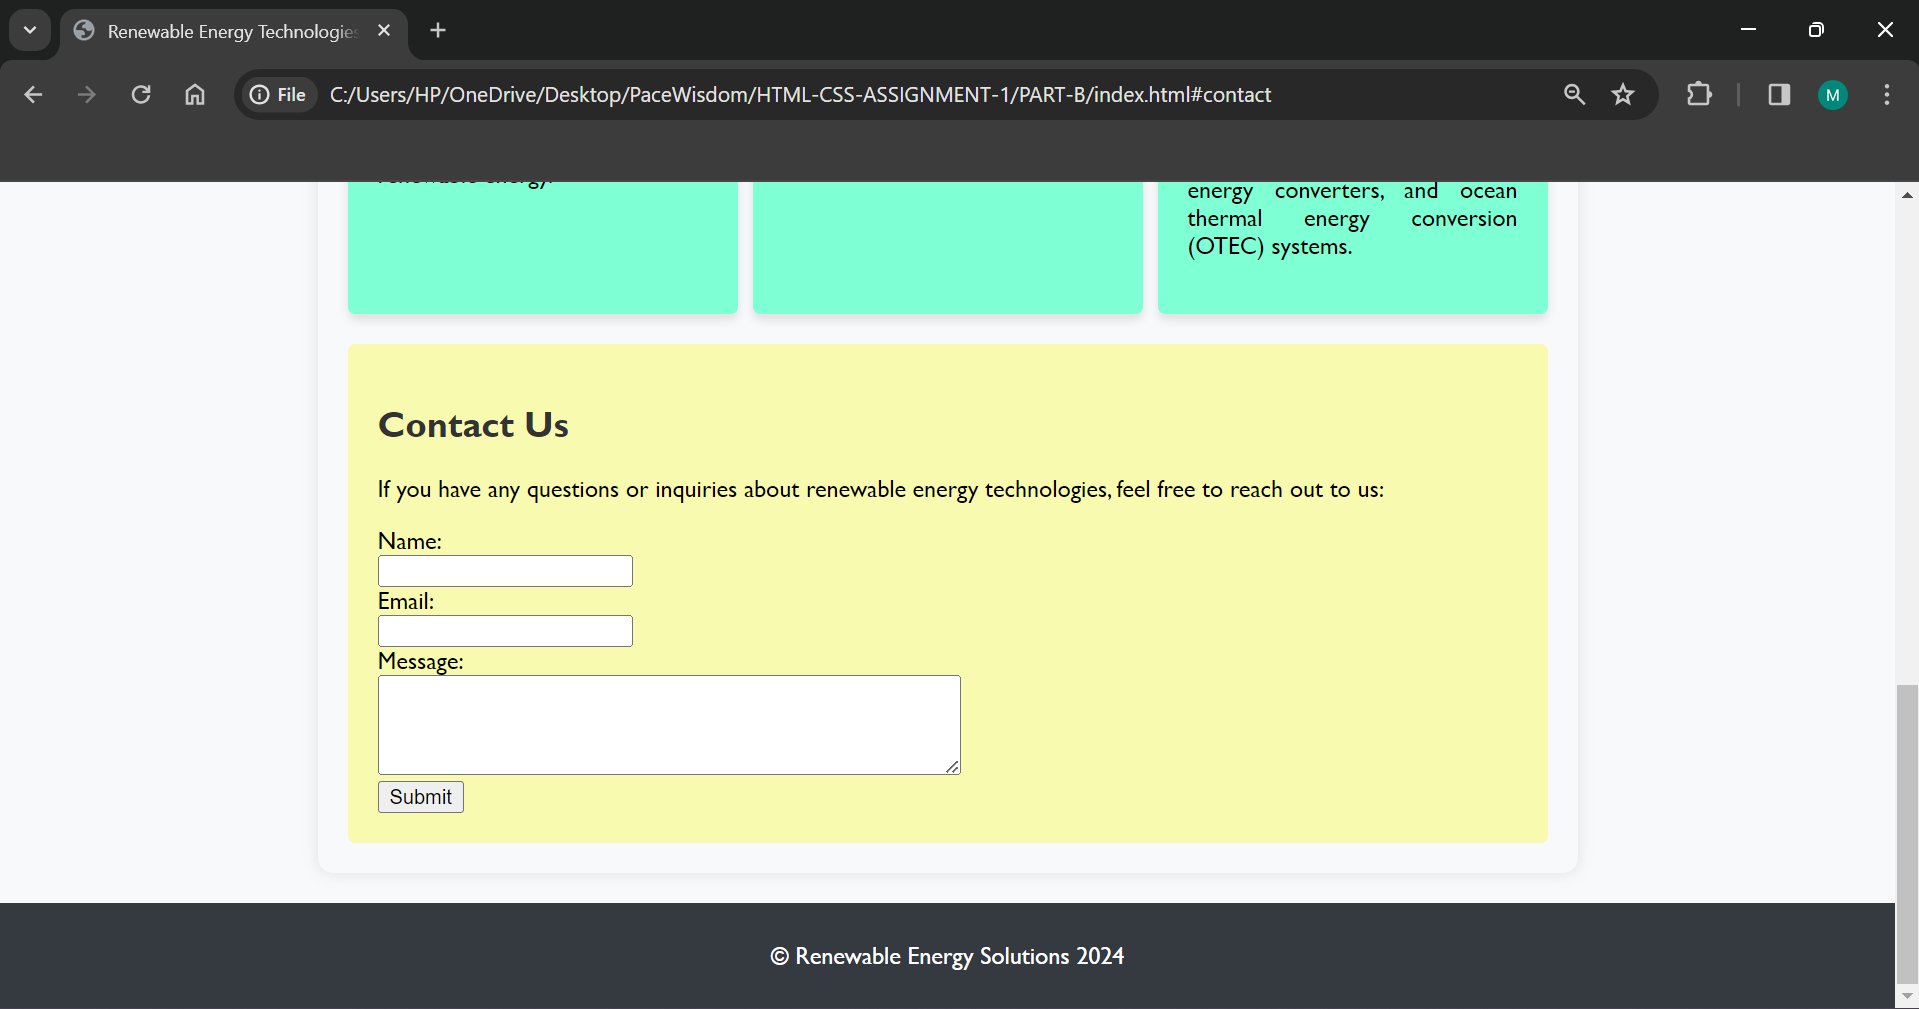 Renewable Energy Technologies
File
C:/Users/HP/OneDrive/Desktop/PaceWisdom/HTML-CSS-ASSIGNMENT-1/PART-B/index.html#contact
M
renewable energy.
energy converters, and ocean
thermal energy conversion
(OTEC) systems.
Contact Us
If you have any questions or inquiries about renewable energy technologies, feel free to reach out to us:
Name:
Email:
Message:
Submit
© Renewable Energy Solutions 2024